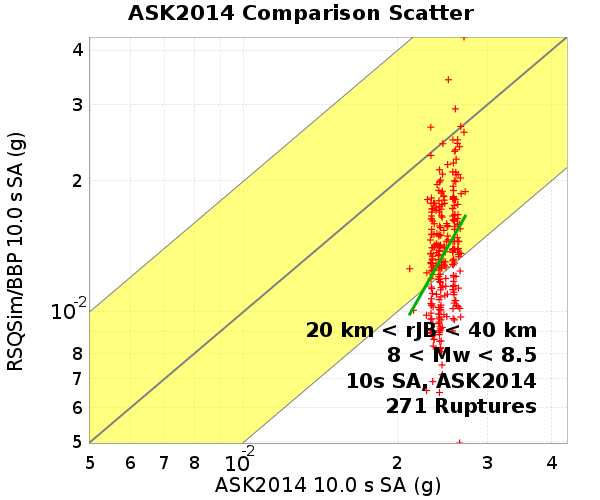 ASK2014 Comparison Scatter
RSQSim/BBP 10.0 s SA (g)
4
3
2
10-2
8
7
6
5
20 km < rJB < 40 km
8 < Mw < 8.5
10s SA, ASK2014
271 Ruptures
5 6 7 8 10-2 2 3 4
ASK2014 10.0 s SA (g)